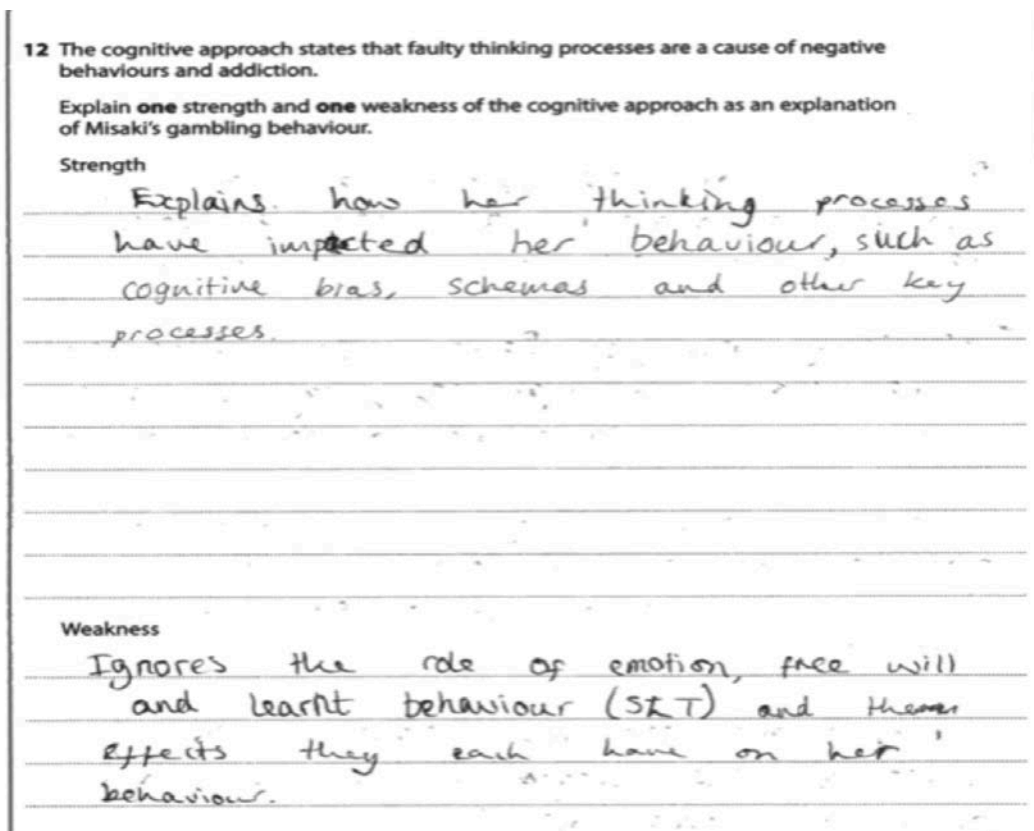 12 The cognitive approach states that faulty thinking processes are a cause of negative
behaviours and addiction.
Explain one strength and one weakness of the cognitive approach as an explanation
of Misaki's gambling behaviour.
Strength
Explains how her thinking processes
have impacted her behaviour, such as
cognitive bias, schemas and other key
processes.
Weakness
Ignores the role of emotion, free will
and learnt behaviour (SLT) and
effects they each have on her
behaviour.